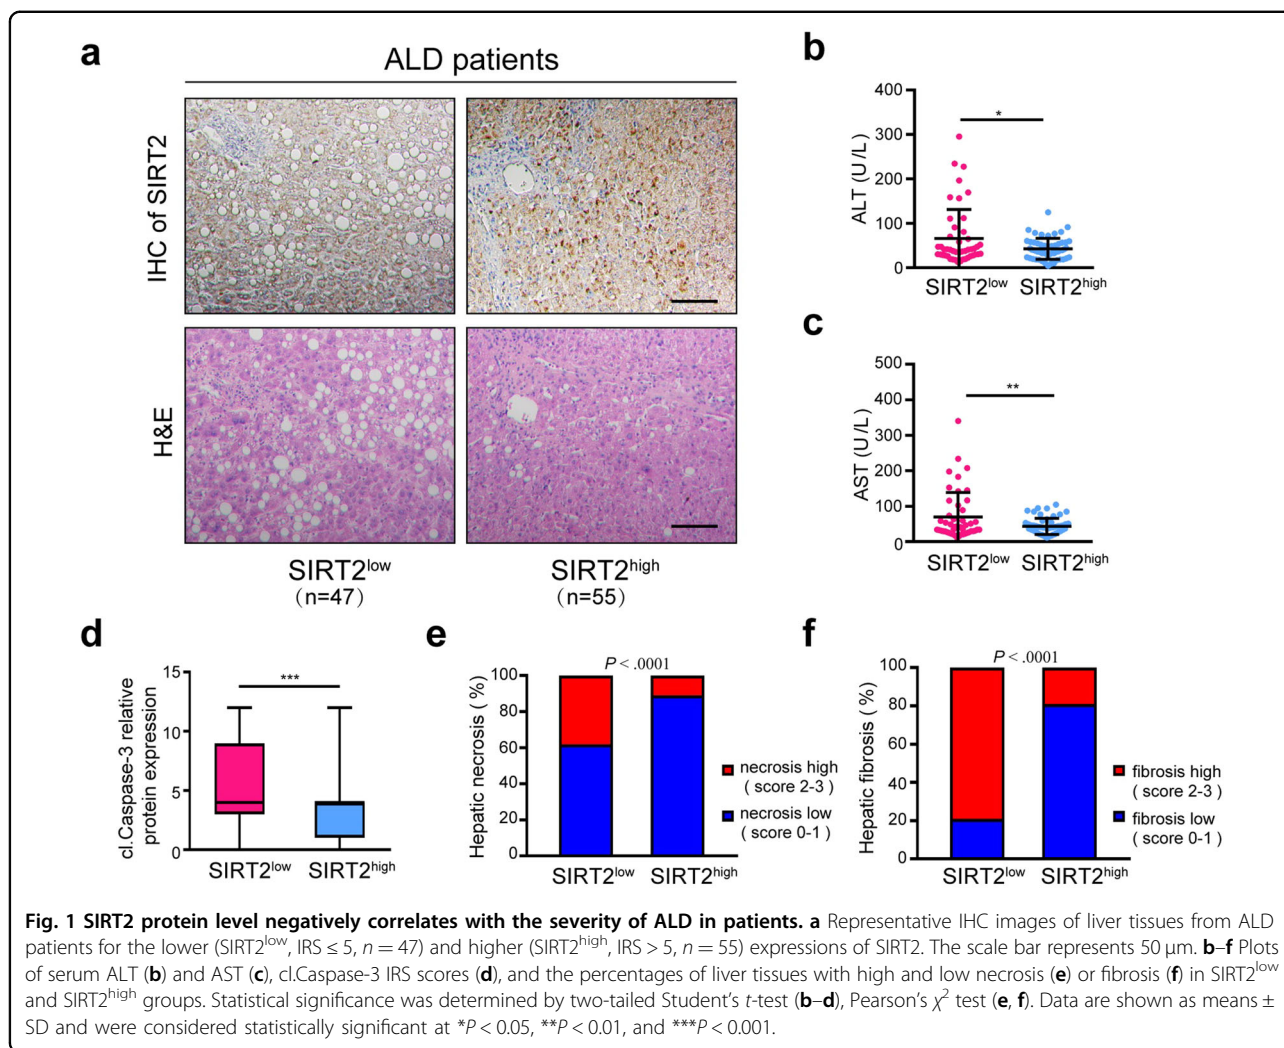 a
ALD patients
IHC of SIRT2
H&E
SIRT2low
(n=47)
SIRT2high
(n=55)
b
ALT (U/L)
400
300
200
100
0
*
SIRT2low
SIRT2high
c
AST (U/L)
500
400
300
200
100
0
**
SIRT2low
SIRT2high
d
cl.Caspase-3 relative
protein expression
15
10
5
0
***
SIRT2low
SIRT2high
e
P < .0001
Hepatic necrosis (%)
100
80
60
40
20
0
SIRT2low
SIRT2high
necrosis high
( score 2-3 )
necrosis low
( score 0-1 )
f
P < .0001
Hepatic fibrosis (%)
100
80
60
40
20
0
SIRT2low
SIRT2high
fibrosis high
( score 2-3 )
fibrosis low
( score 0-1 )
Fig. 1 SIRT2 protein level negatively correlates with the severity of ALD in patients. a Representative IHC images of liver tissues from ALD
patients for the lower (SIRT2low, IRS ≤ 5, n = 47) and higher (SIRT2high, IRS > 5, n = 55) expressions of SIRT2. The scale bar represents 50 μm. b–f Plots
of serum ALT (b) and AST (c), cl.Caspase-3 IRS scores (d), and the percentages of liver tissues with high and low necrosis (e) or fibrosis (f) in SIRT2low
and SIRT2high groups. Statistical significance was determined by two-tailed Student's t-test (b–d), Pearson's χ2 test (e, f). Data are shown as means ±
SD and were considered statistically significant at *P < 0.05, **P < 0.01, and ***P < 0.001.